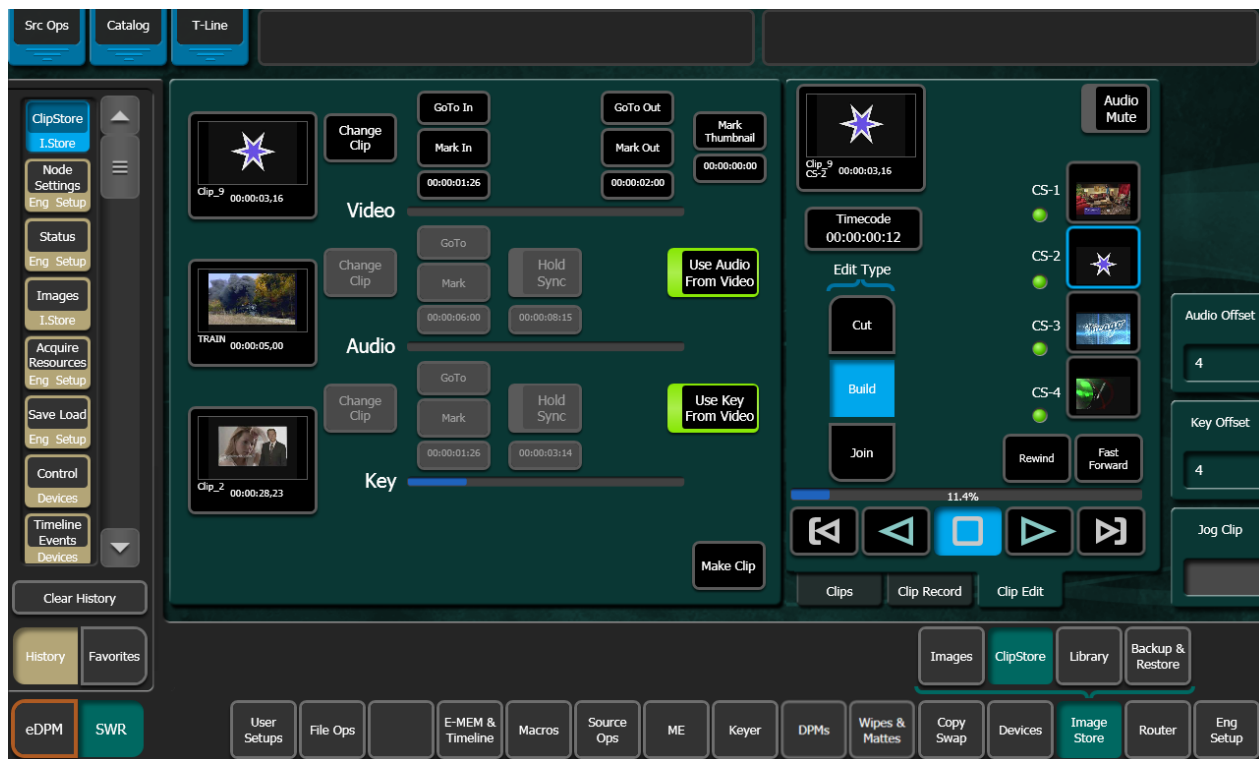 Src Ops
Catalog
T-Line
ClipStore
I.Store
Node
Settings
Eng Setup
Status
Eng Setup
Images
I.Store
Acquire
Resources
Eng Setup
Save Load
Eng Setup
Control
Devices
Timeline
Events
Devices
Clear History
History
Favorites
eDPM
SWR
Clip_9 00:00:03,16
Change
Clip
GoTo In
Mark In
00:00:01:26
GoTo Out
Mark Out
00:00:02:00
Mark
Thumbnail
00:00:00:00
Video
TRAIN 00:00:05,00
Change
Clip
GoTo
Mark
00:00:06:00
Hold
Sync
00:00:08:15
Use Audio
From Video
Audio
Clip_2 00:00:28,23
Change
Clip
GoTo
Mark
00:00:01:26
Hold
Sync
00:00:03:14
Use Key
From Video
Key
Make Clip
Clip_9
CS-2 00:00:03,16
Audio
Mute
Timecode
00:00:00:12
Edit Type
Cut
Build
Join
CS-1
CS-2
CS-3
Chicago
CS-4
Rewind
Fast
Forward
11.4%
Clips
Clip Record
Clip Edit
Audio Offset
4
Key Offset
4
Jog Clip
Images
ClipStore
Library
Backup &
Restore
User
Setups
File Ops
E-MEM &
Timeline
Macros
Source
Ops
ME
Keyer
DPMs
Wipes &
Mattes
Copy
Swap
Devices
Image
Store
Router
Eng
Setup